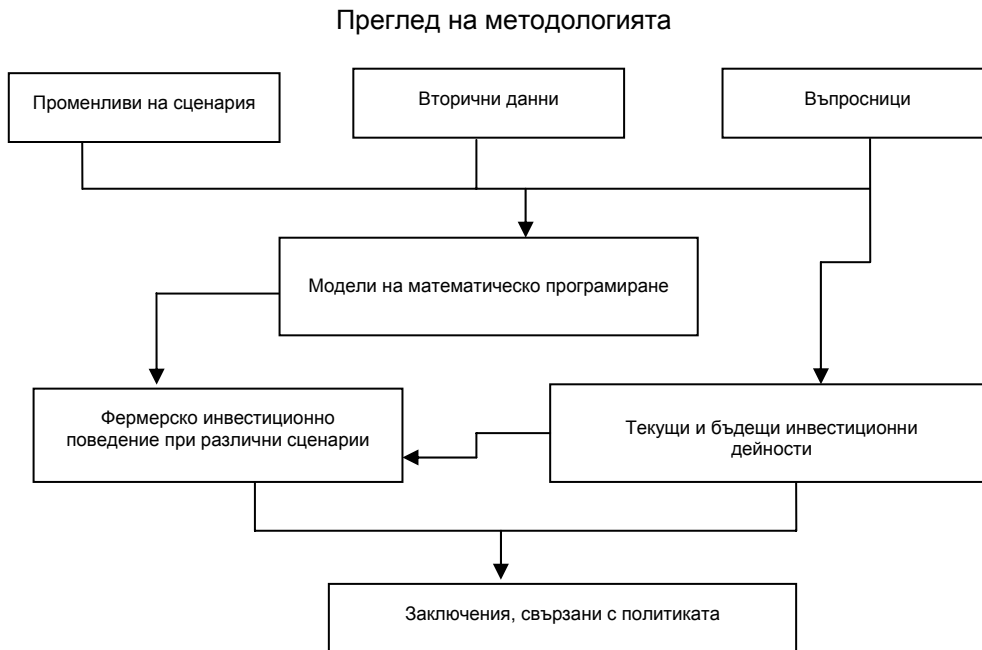 Преглед на методологията
Променливи на сценария
Вторични данни
Въпросници
Модели на математическо програмиране
Фермерско инвестиционно
поведение при различни сценарии
Текущи и бъдещи инвестиционни
дейности
Заключения, свързани с политиката